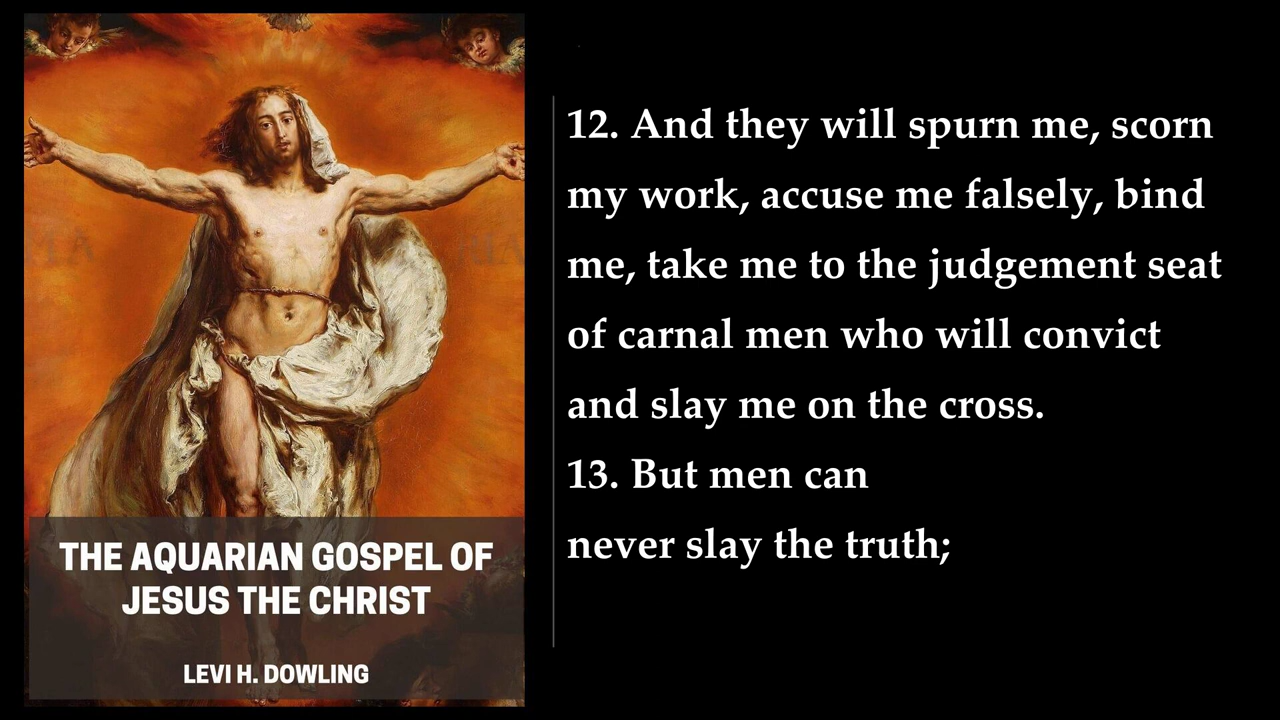 THE AQUARIAN GOSPEL OF
JESUS THE CHRIST
LEVI H. DOWLING
12. And they will spurn me, scorn
my work, accuse me falsely, bind
me, take me to the judgement seat
of carnal men who will convict
and slay me on the cross.
13. But men can
never slay the truth;